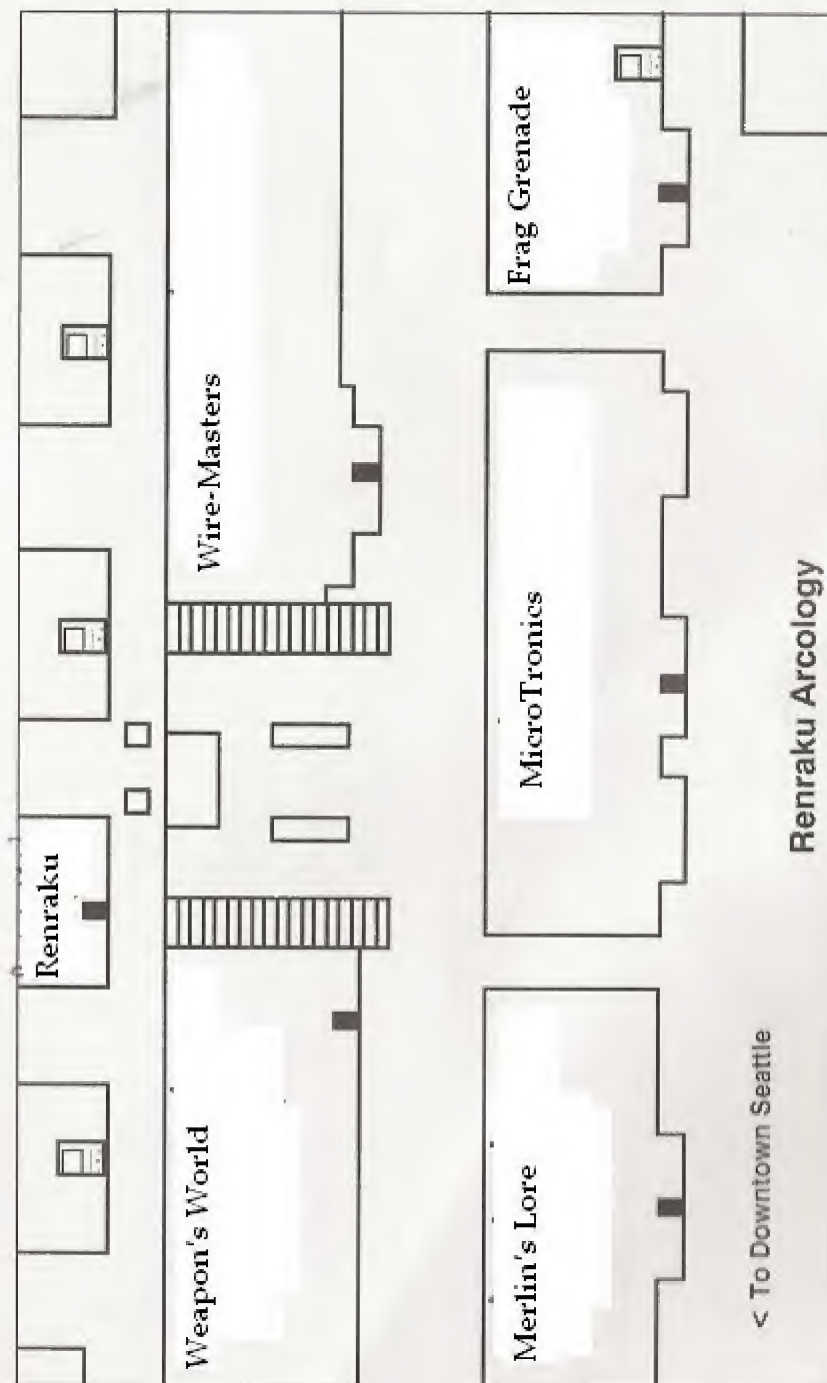 Renraku
Weapon's World
Wire-Masters
Merlin's Lore
MicroTronics
Frag Grenade
< To Downtown Seattle
Renraku Arcology